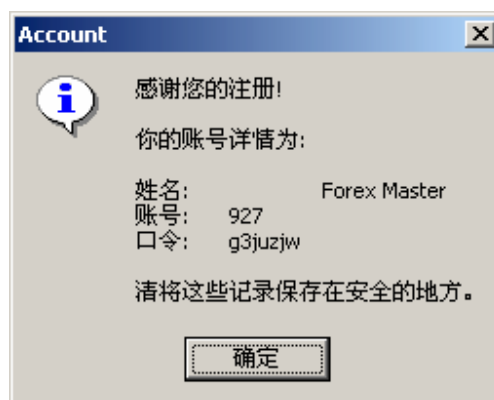 Account
感谢您的注册!
你的账号详情为:
姓名: Forex Master
账号: 927
口令: g3juzjw
清将这些记录保存在安全的地方。
确定